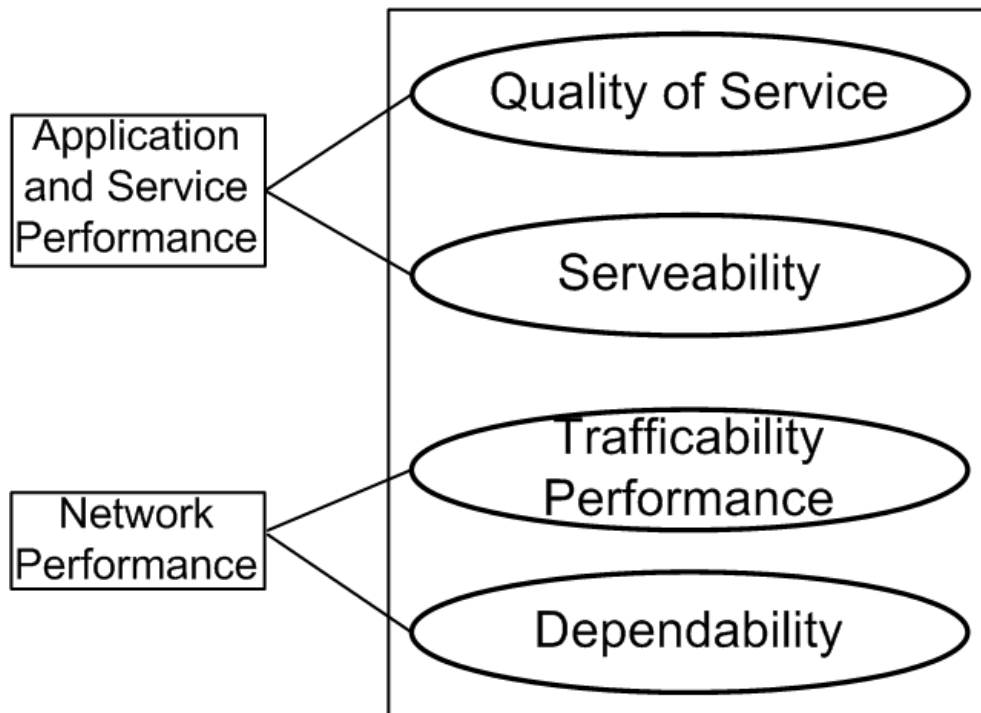 Quality of Service
Application
and Service
Performance
Serveability
Trafficability
Performance
Network
Performance
Dependability